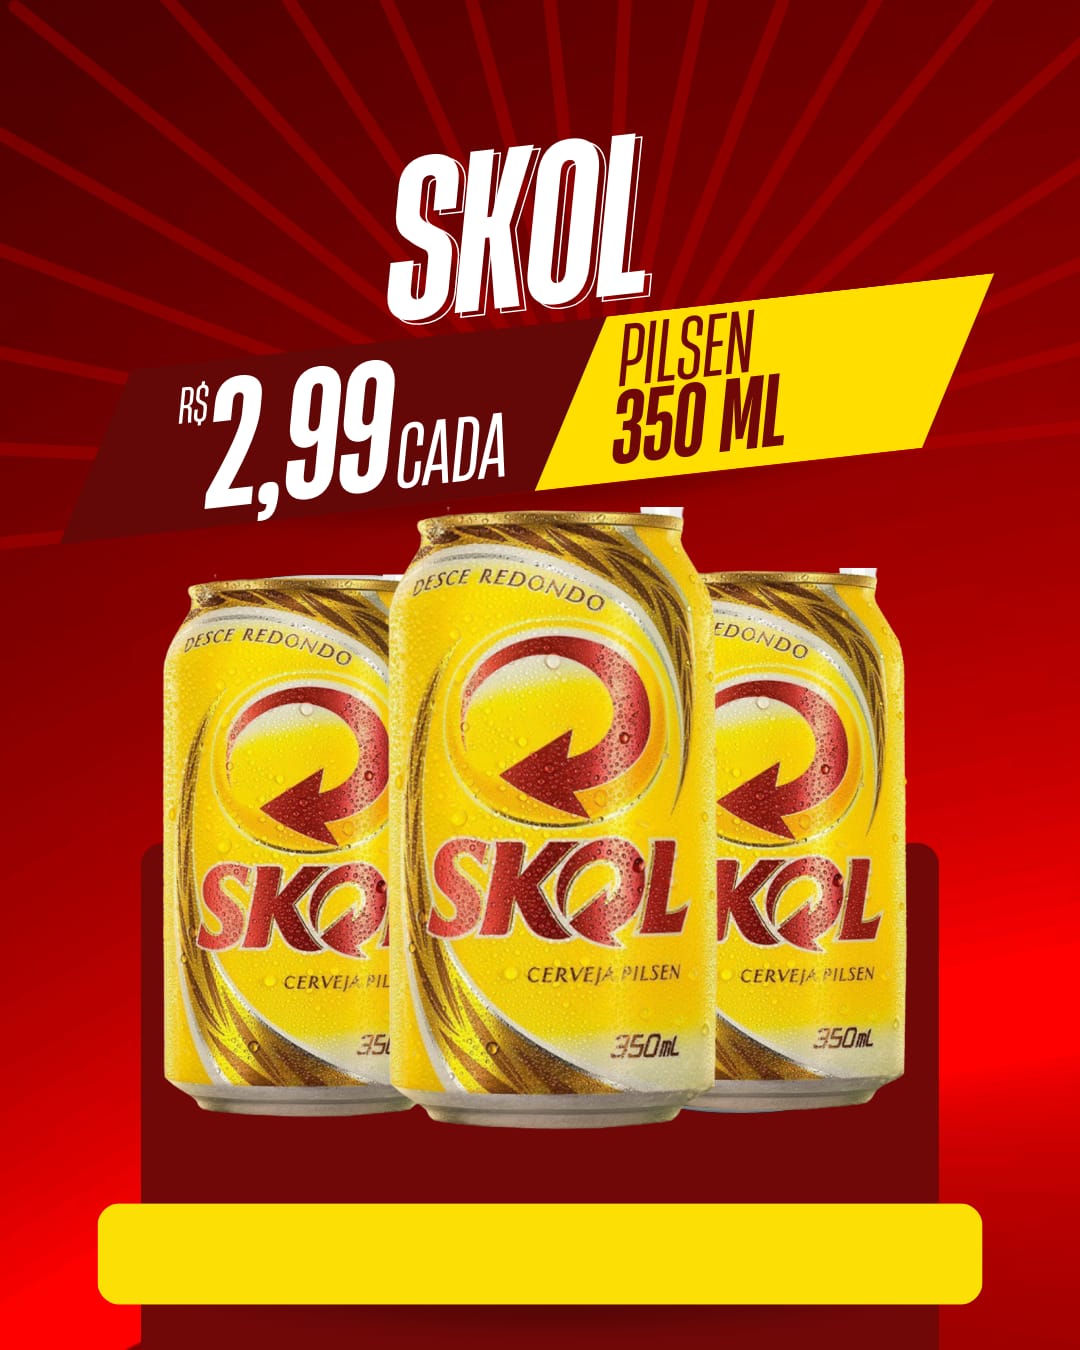 SKOL
R$2,99 CADA
PILSEN
350 ML
DESCE REDONDO
SKOL
CERVEJA PIL
350
DESCE REDONDO
SKOL
CERVEJA PILSEN
350mL
EDONDO
KOL
CERVEJA PILSEN
350mL